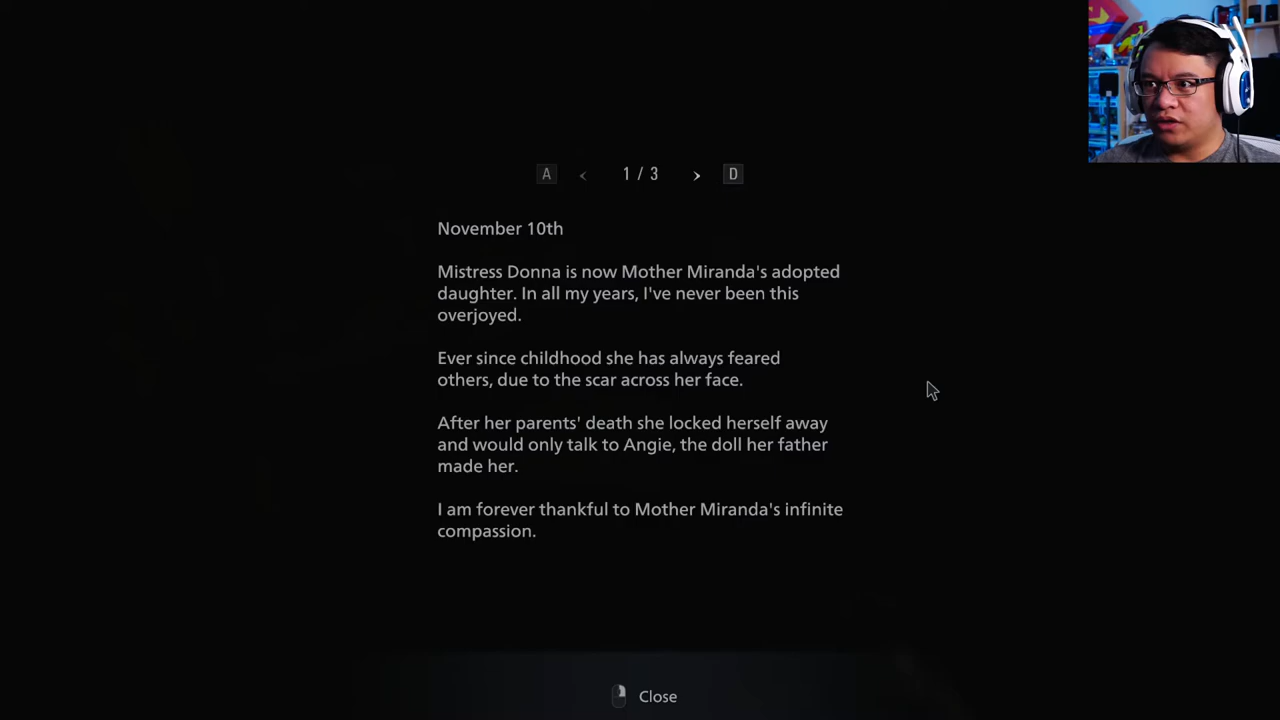 A < 1 / 3 > D
November 10th
Mistress Donna is now Mother Miranda's adopted
daughter. In all my years, I've never been this
overjoyed.
Ever since childhood she has always feared
others, due to the scar across her face.
After her parents' death she locked herself away
and would only talk to Angie, the doll her father
made her.
I am forever thankful to Mother Miranda's infinite
compassion.
Close